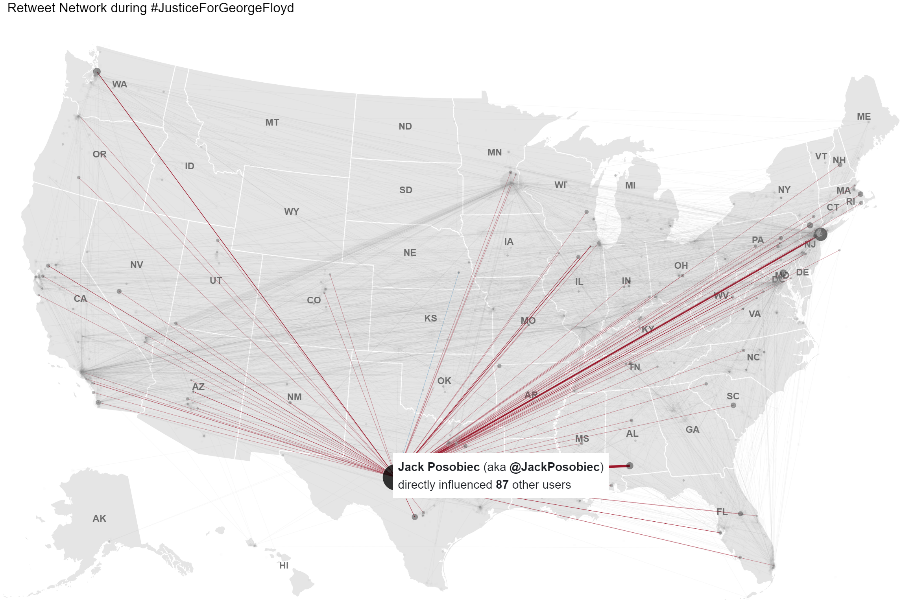 Retweet Network during #JusticeForGeorgeFloyd
WA
MT
ND
ME
MN
VT
NH
OR
ID
SD
WI
MI
NY
MA
RI
CT
WY
IA
PA
NJ
NE
NV
UT
OH
IL
IN
MD
DE
DC
CA
CO
WV
KS
MO
VA
KY
NC
TN
OK
AZ
NM
AR
SC
MS
AL
GA
Jack Posobiec (aka @JackPosobiec)
directly influenced 87 other users
FL
AK
HI